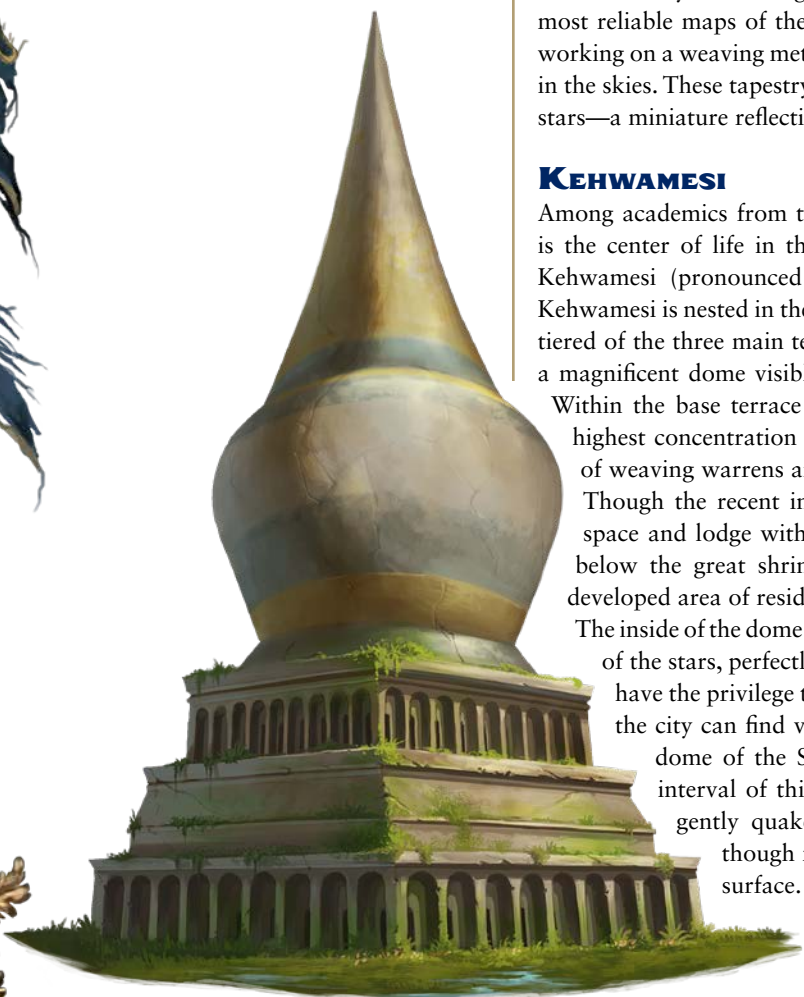 most reliable maps of the
working on a weaving met
in the skies. These tapestry
stars—a miniature reflecti
KEHWAMESI
Among academics from t
is the center of life in th
Kehwamesi (pronounced
Kehwamesi is nested in the
tiered of the three main te
a magnificent dome visibl
Within the base terrace
highest concentration
of weaving warrens a
Though the recent in
space and lodge with
below the great shrin
developed area of resid
The inside of the dome
of the stars, perfectl
have the privilege t
the city can find v
dome of the S
interval of thi
gently quake
though
surface.